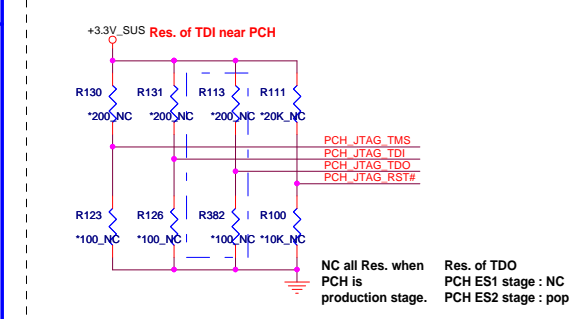 +3.3V_SUS Res. of TDI near PCH
R130 R131 R113 R111
*200_NC *200_NC *200_NC *20K_NC
PCH_JTAG_TMS
PCH_JTAG_TDI
PCH_JTAG_TDO
PCH_JTAG_RST#
R123 R126 R382 R100
*100_NC *100_NC *100_NC *10K_NC
NC all Res. when Res. of TDO
PCH is PCH ES1 stage : NC
production stage. PCH ES2 stage : pop